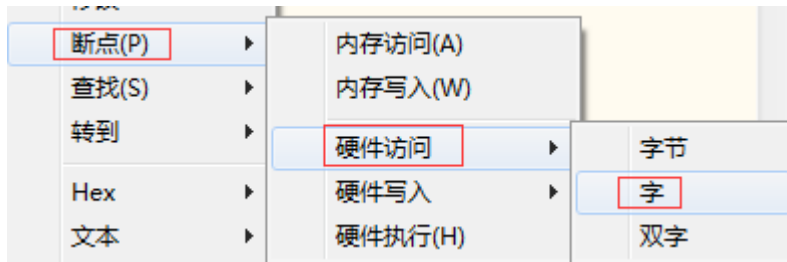 断点(P)
查找(S)
转到
Hex
文本
内存访问(A)
内存写入(W)
硬件访问
硬件写入
硬件执行(H)
字节
字
双字